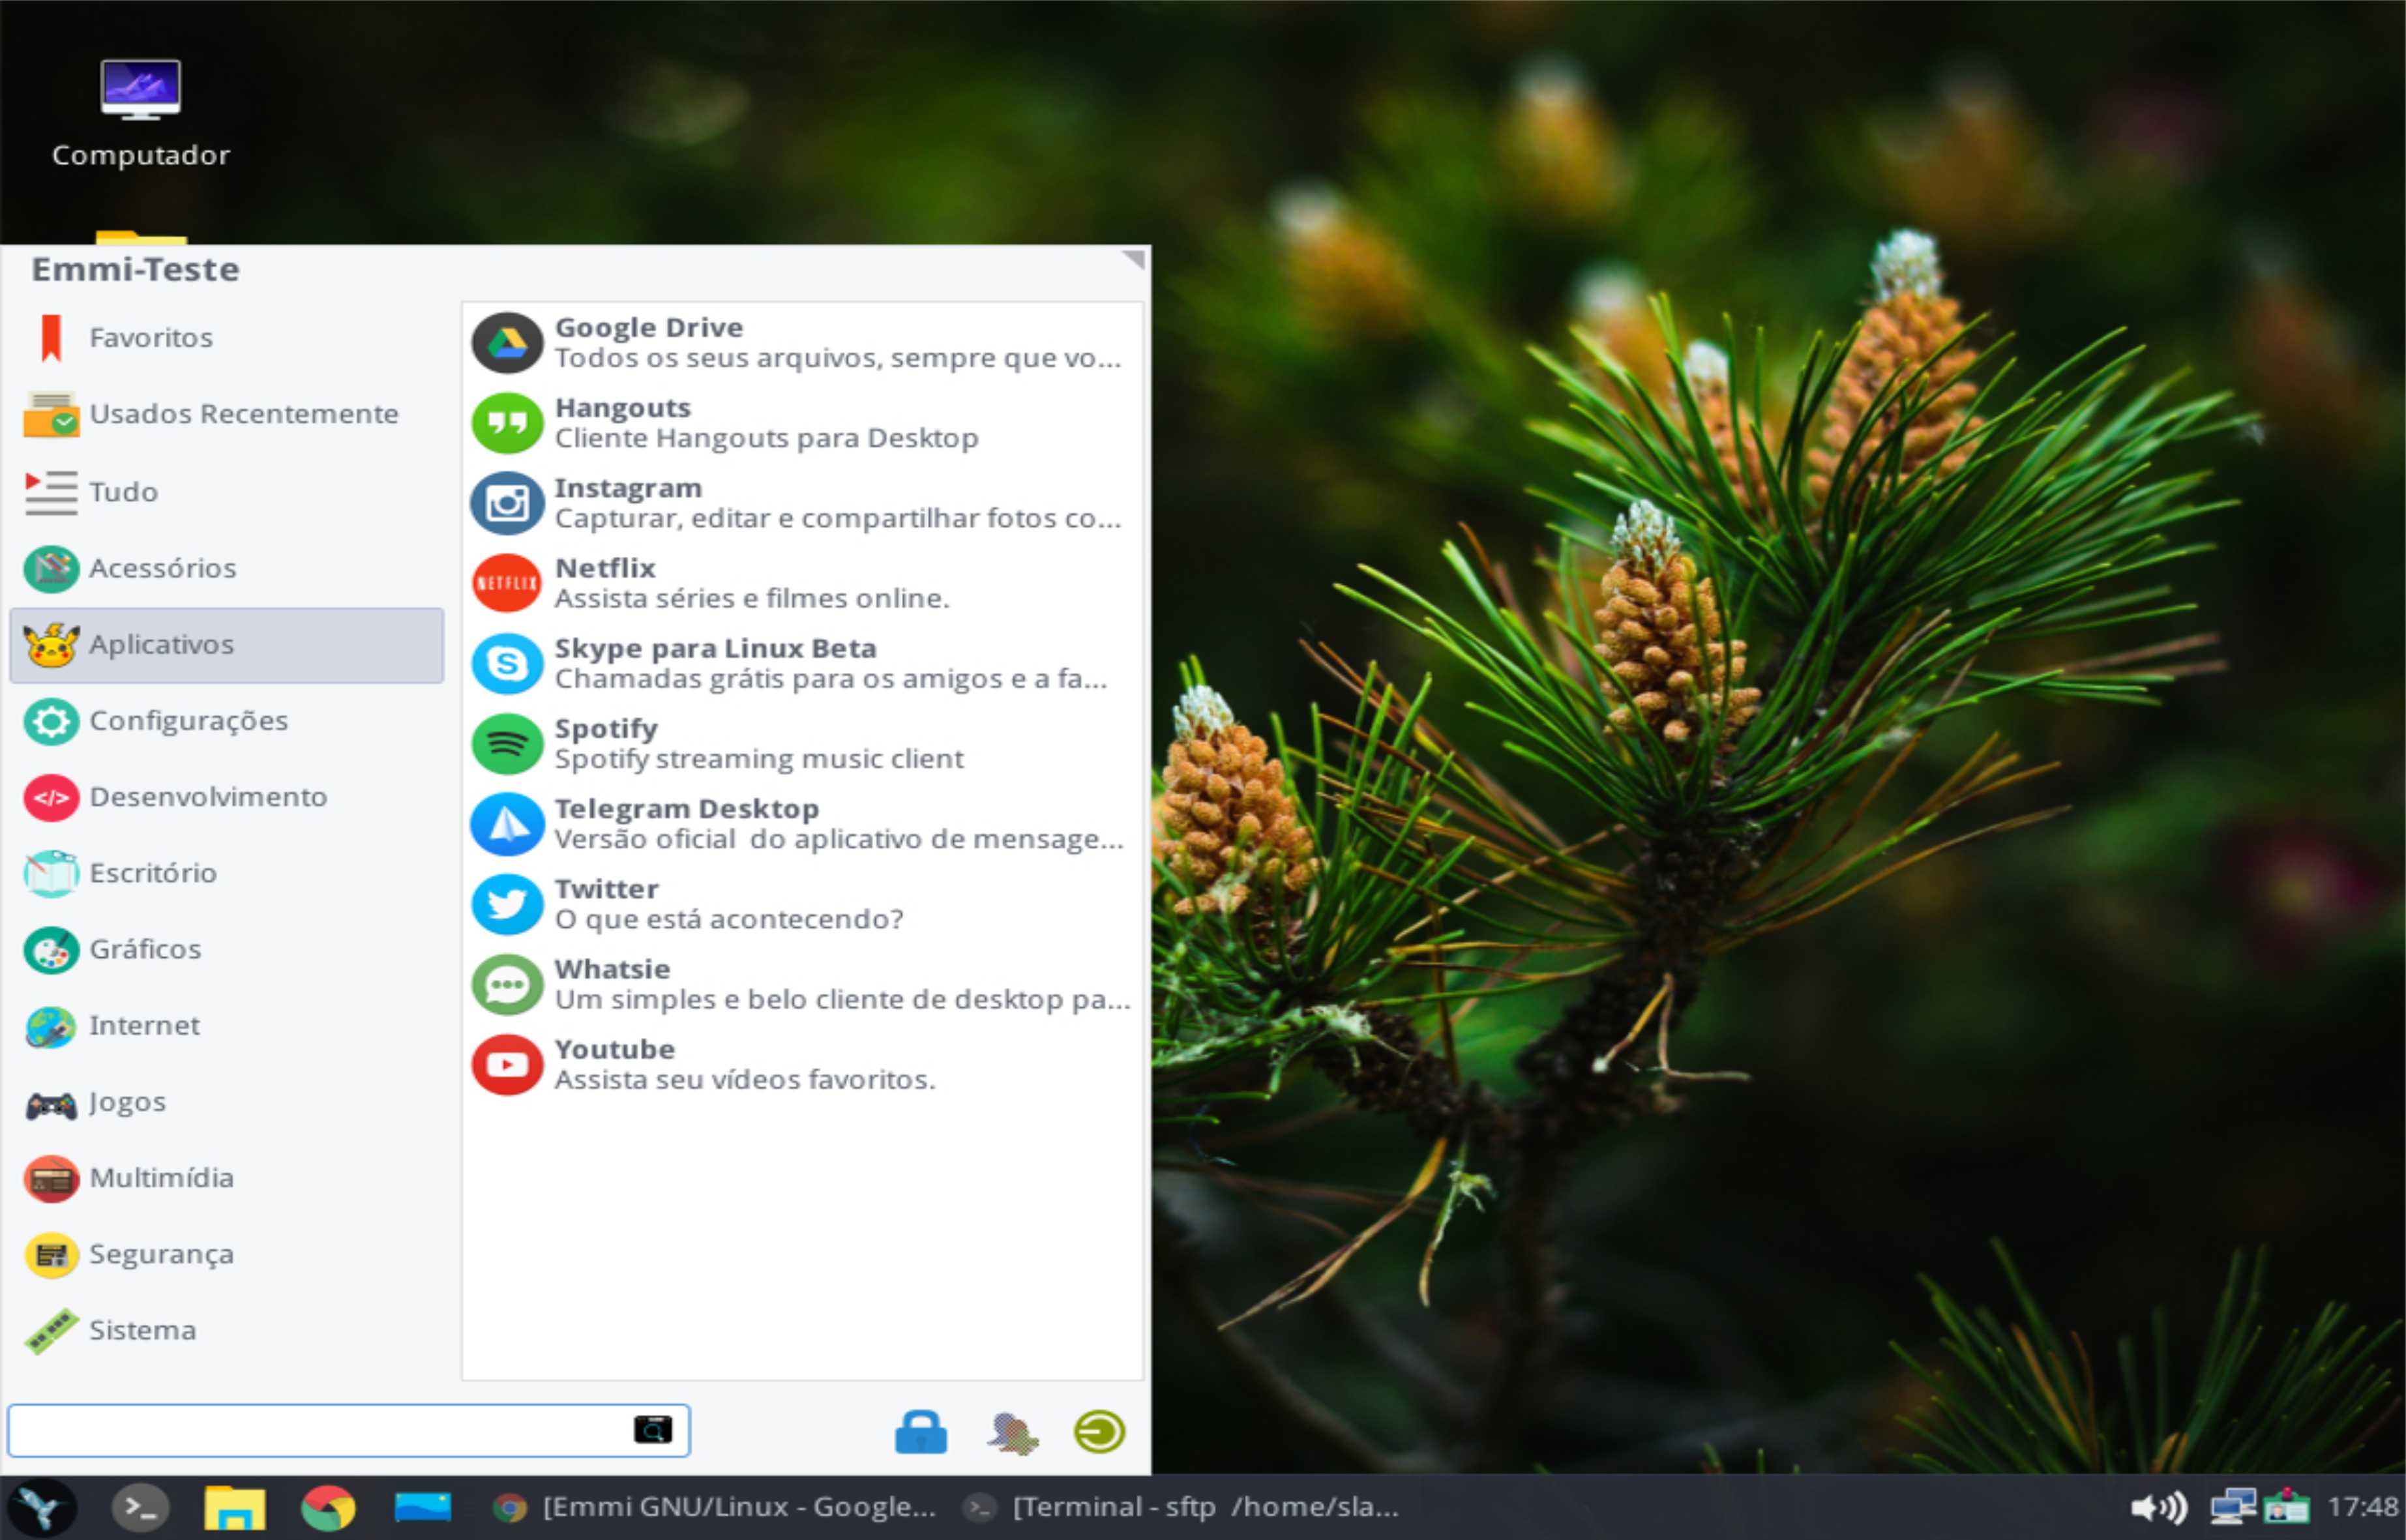 Computador
Emmi-Teste
Favoritos
Usados Recentemente
Tudo
Acessórios
Aplicativos
Configurações
Desenvolvimento
Escritório
Gráficos
Internet
Jogos
Multimídia
Segurança
Sistema
Google Drive
Todos os seus arquivos, sempre que vo...
Hangouts
Cliente Hangouts para Desktop
Instagram
Capturar, editar e compartilhar fotos co...
NETFLIX
Netflix
Assista séries e filmes online.
Skype para Linux Beta
Chamadas grátis para os amigos e a fa...
Spotify
Spotify streaming music client
Telegram Desktop
Versão oficial  do aplicativo de mensage...
Twitter
O que está acontecendo?
Whatsie
Um simples e belo cliente de desktop pa...
Youtube
Assista seu vídeos favoritos.
[Emmi GNU/Linux - Google...
[Terminal - sftp  /home/sla...
17:48